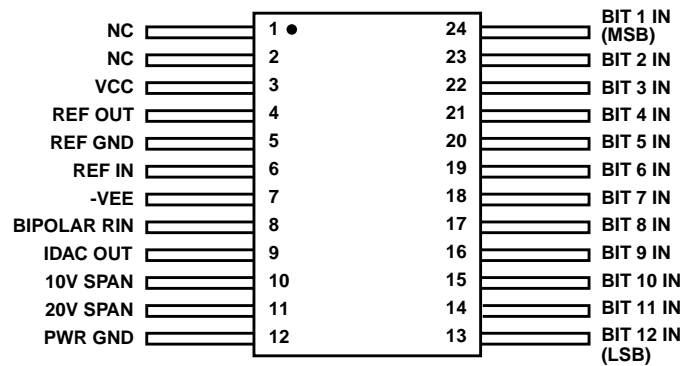 NC 1 24 BIT 1 IN
(MSB)
NC 2 23 BIT 2 IN
VCC 3 22 BIT 3 IN
REF OUT 4 21 BIT 4 IN
REF GND 5 20 BIT 5 IN
REF IN 6 19 BIT 6 IN
-VEE 7 18 BIT 7 IN
BIPOLAR RIN 8 17 BIT 8 IN
IDAC OUT 9 16 BIT 9 IN
10V SPAN 10 15 BIT 10 IN
20V SPAN 11 14 BIT 11 IN
PWR GND 12 13 BIT 12 IN
(LSB)